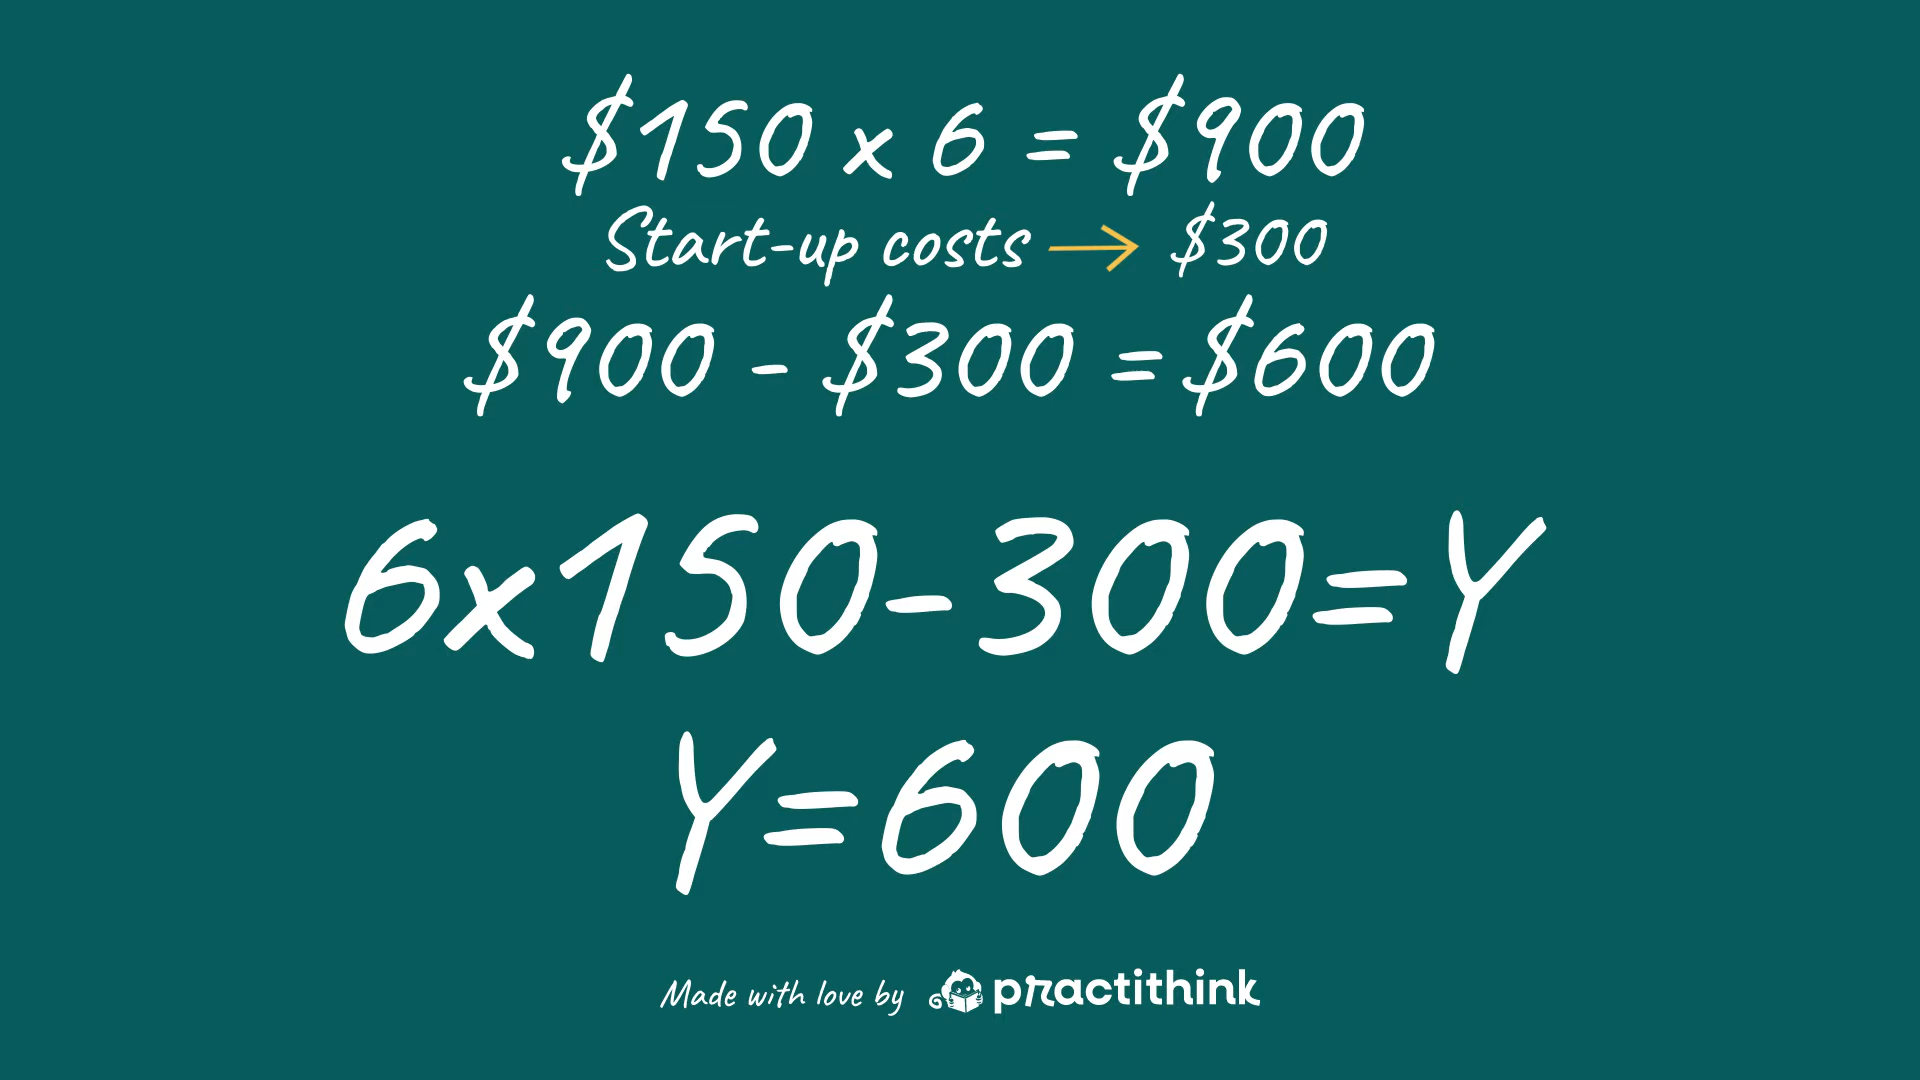 $150 x 6 = $900
Start-up costs → $300
$900 - $300 = $600
6x150-300=Y
Y=600
Made with love by practithink